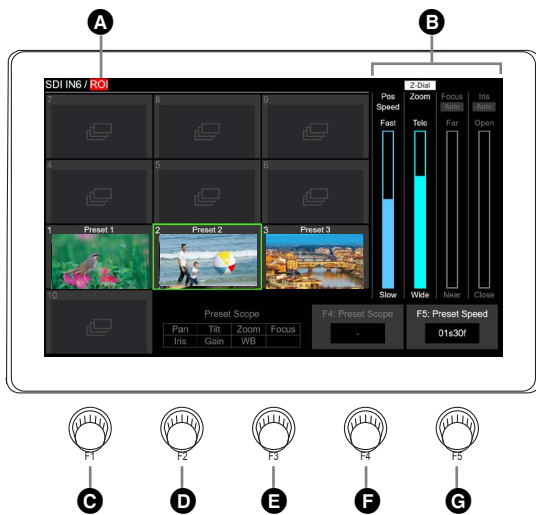 A
B
SDI IN6 / ROI
Z-Dial
Pos Speed
Zoom
Focus
Iris
Auto
Auto
Fast
Tele
Far
Open
7
8
9
4
5
6
1 Preset 1
2 Preset 2
3 Preset 3
Slow
Wide
Near
Close
10
Preset Scope
Pan Tilt Zoom Focus
Iris Gain WB
F4: Preset Scope
-
F5: Preset Speed
01s30f
F1
F2
F3
F4
F5
C
D
E
F
G